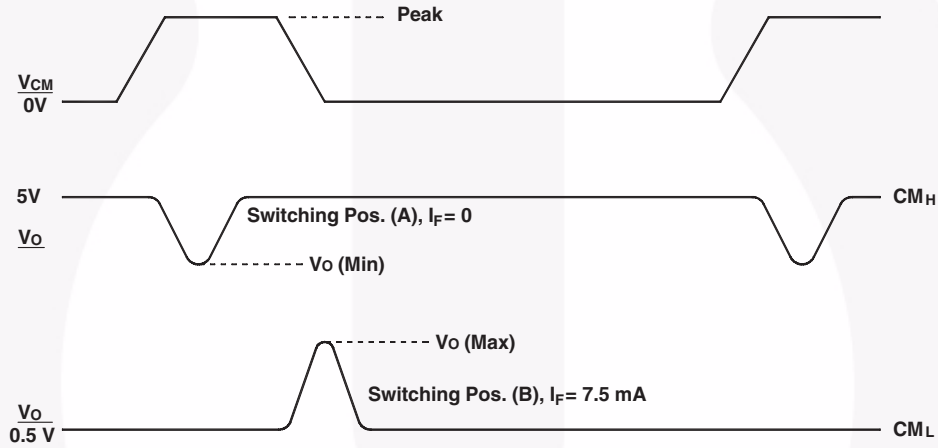 Peak
VCM
0V
5V
CMH
Switching Pos. (A), IF= 0
VO
VO (Min)
VO (Max)
Switching Pos. (B), IF= 7.5 mA
VO
0.5 V
CML